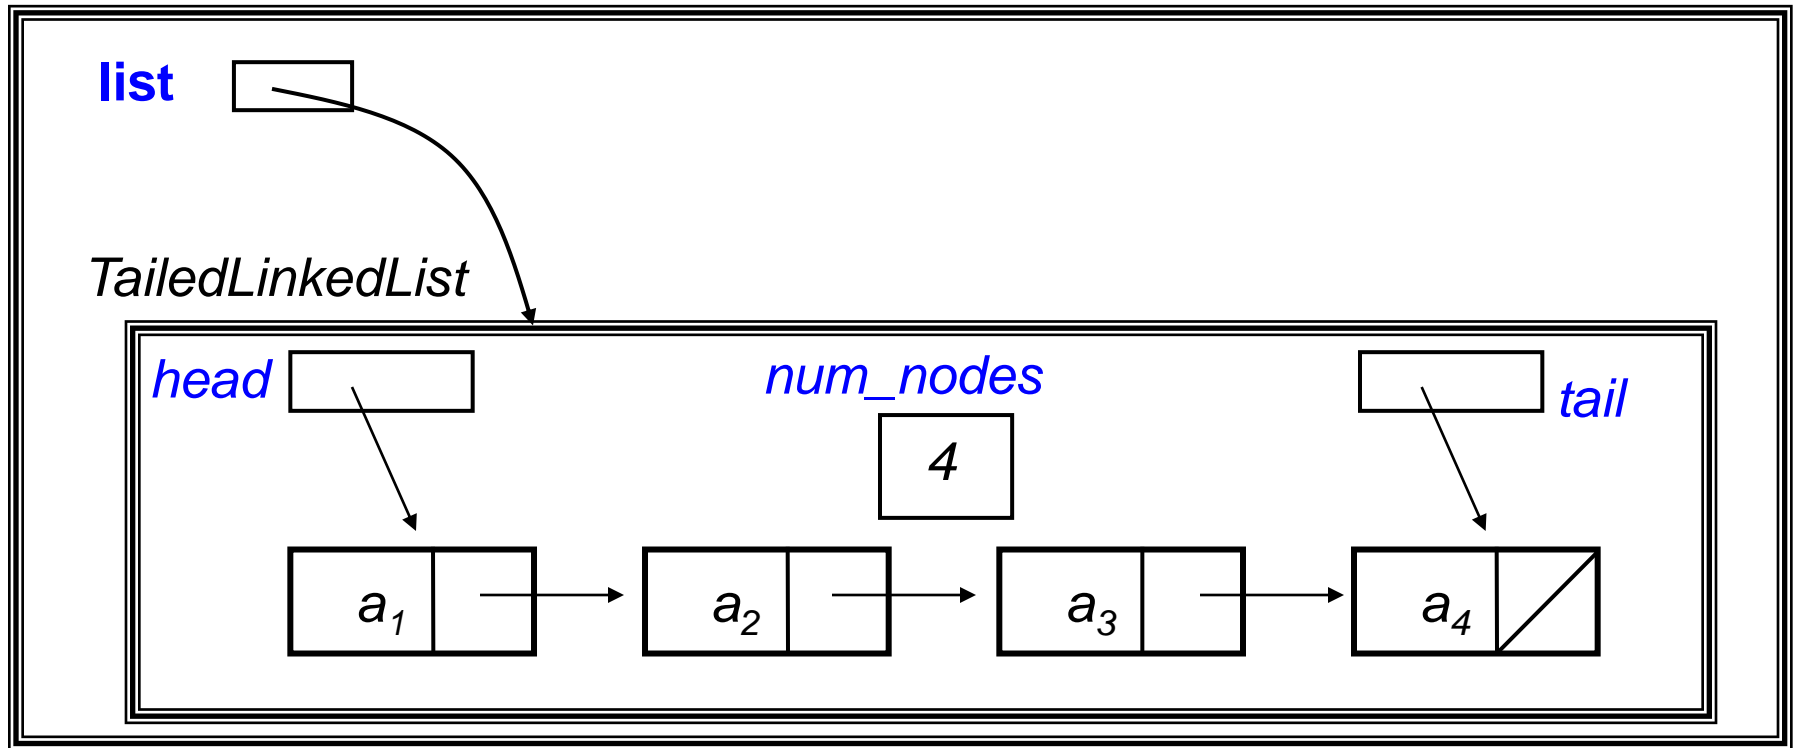 list
TailedLinkedList
head
num_nodes
tail
4
a1 a2 a3 a4